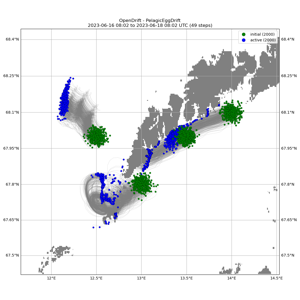 OpenDrift - PelagicEggDrift
2023-06-16 08:02 to 2023-06-18 08:02 UTC (49 steps)
initial (2000)
active (2000)
68.4°N
68.25°N
68.1°N
67.95°N
67.8°N
67.65°N
67.5°N
12°E
12.5°E
13°E
13.5°E
14°E
14.5°E